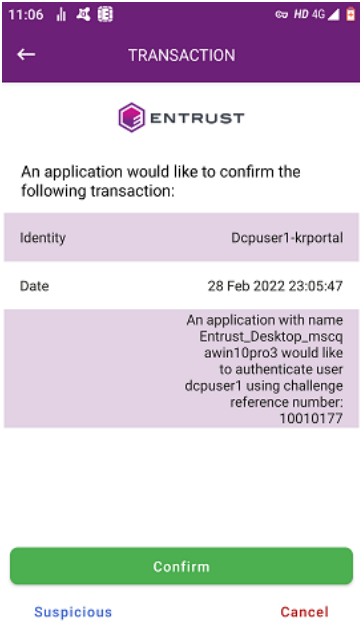 11:06 HD 4G
TRANSACTION
ENTRUST
An application would like to confirm the
following transaction:
Identity Dcpuser1-krportal
Date 28 Feb 2022 23:05:47
An application with name
Entrust_Desktop_mscq
awin10pro3 would like
to authenticate user
dcpuser1 using challenge
reference number:
10010177
Confirm
Suspicious Cancel